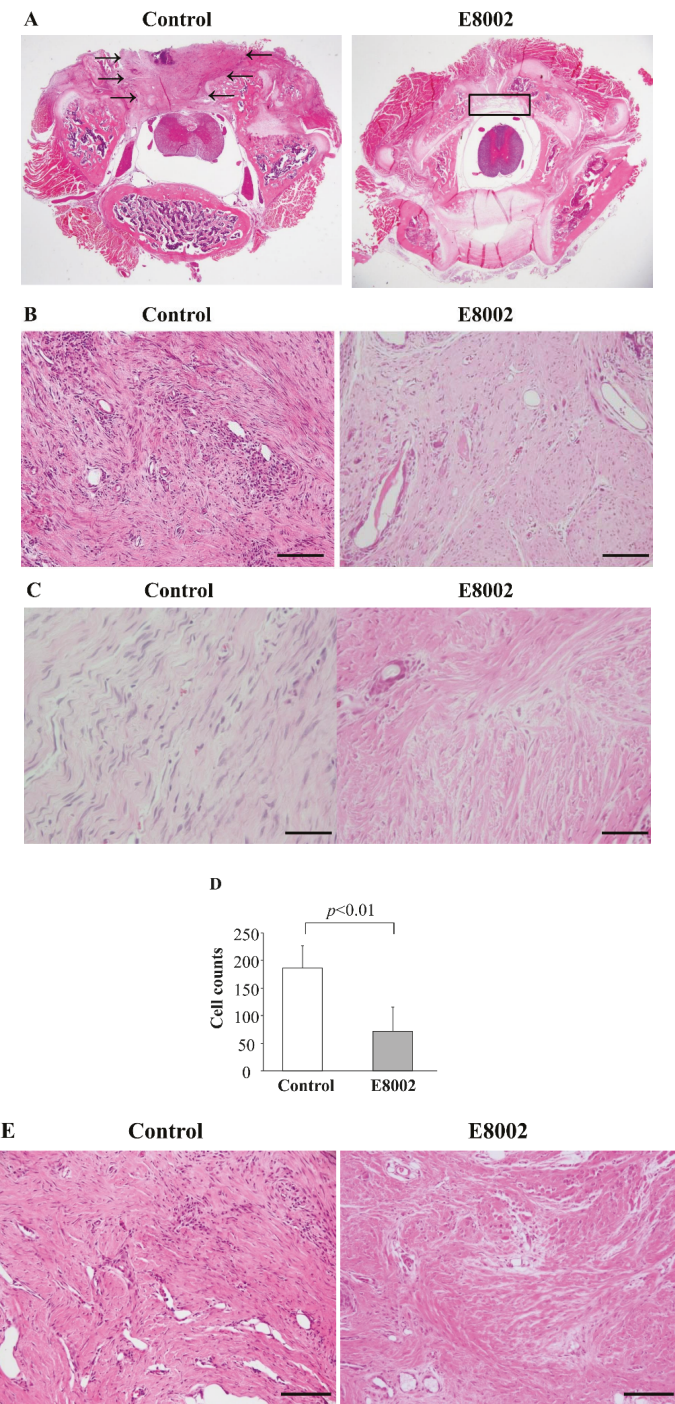 A Control E8002
B Control E8002
C Control E8002
D
p<0.01
250
200
150
100
50
0
Cell counts
Control E8002
E Control E8002